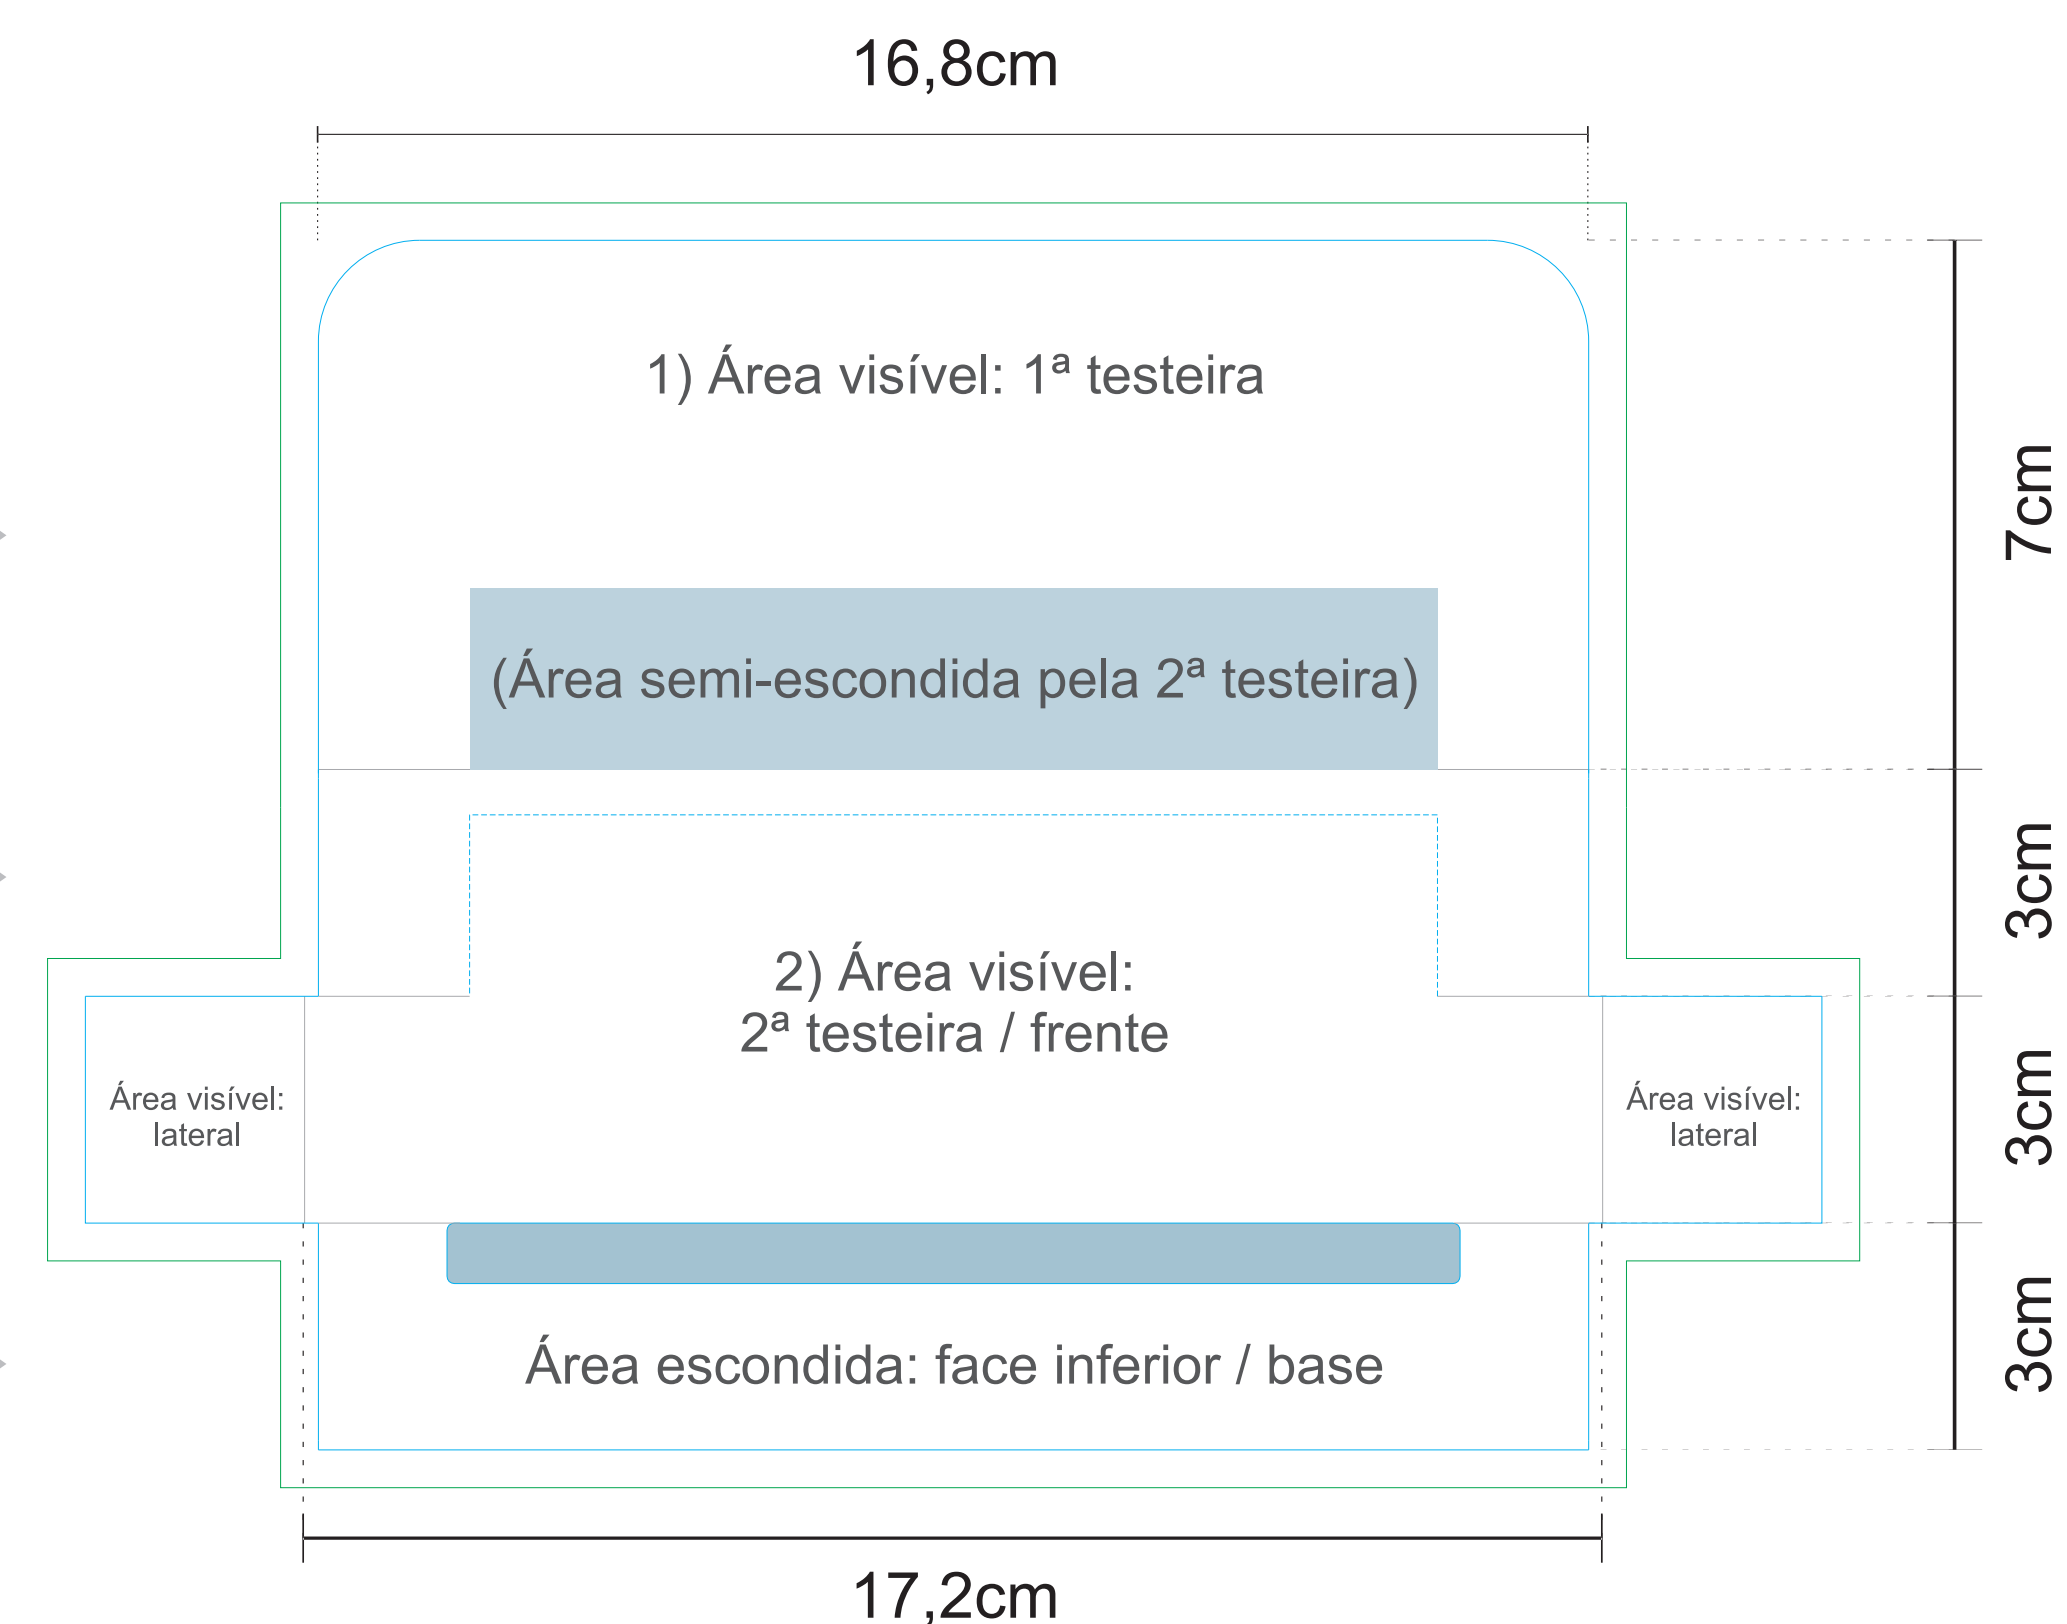 16,8cm
1) Área visível: 1ª testeira
7cm
(Área semi-escondida pela 2ª testeira)
3cm
2) Área visível:
2ª testeira / frente
Área visível:
lateral
Área visível:
lateral
3cm
Área escondida: face inferior / base
3cm
17,2cm